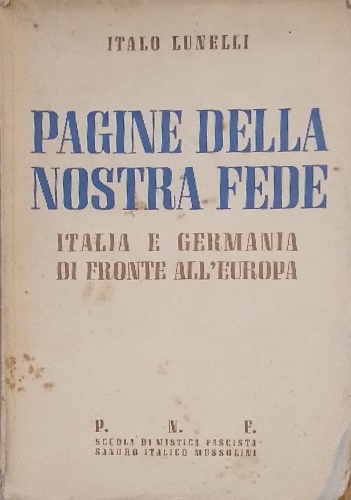 ITALO LUNELLI
PAGINE DELLA
NOSTRA FEDE
ITALIA E GERMANIA
DI FRONTE ALL'EUROPA
P. N. F.
SCUOLA DI MISTICA FASCISTA
SANDRO ITALICO MUSSOLINI